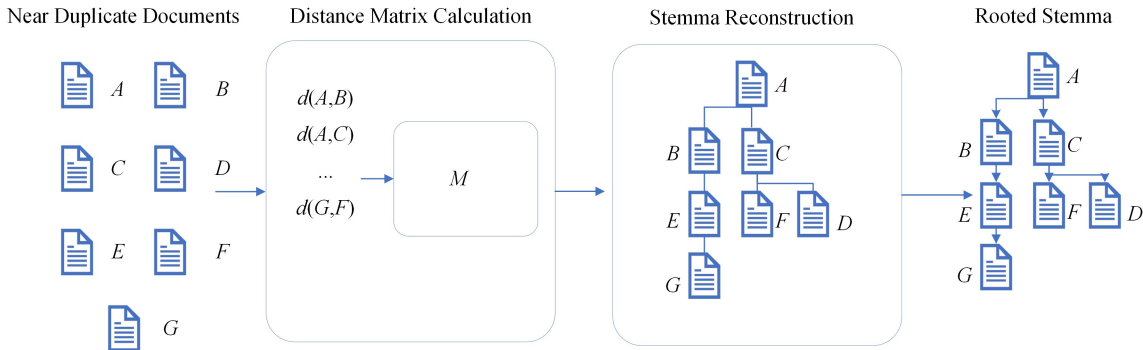 Near Duplicate Documents
Distance Matrix Calculation
Stemma Reconstruction
Rooted Stemma
A B
C D
E F
G
d(A,B)
d(A,C)
...
d(G,F)
M
A
B C
E F D
G
A
B C
E F D
G